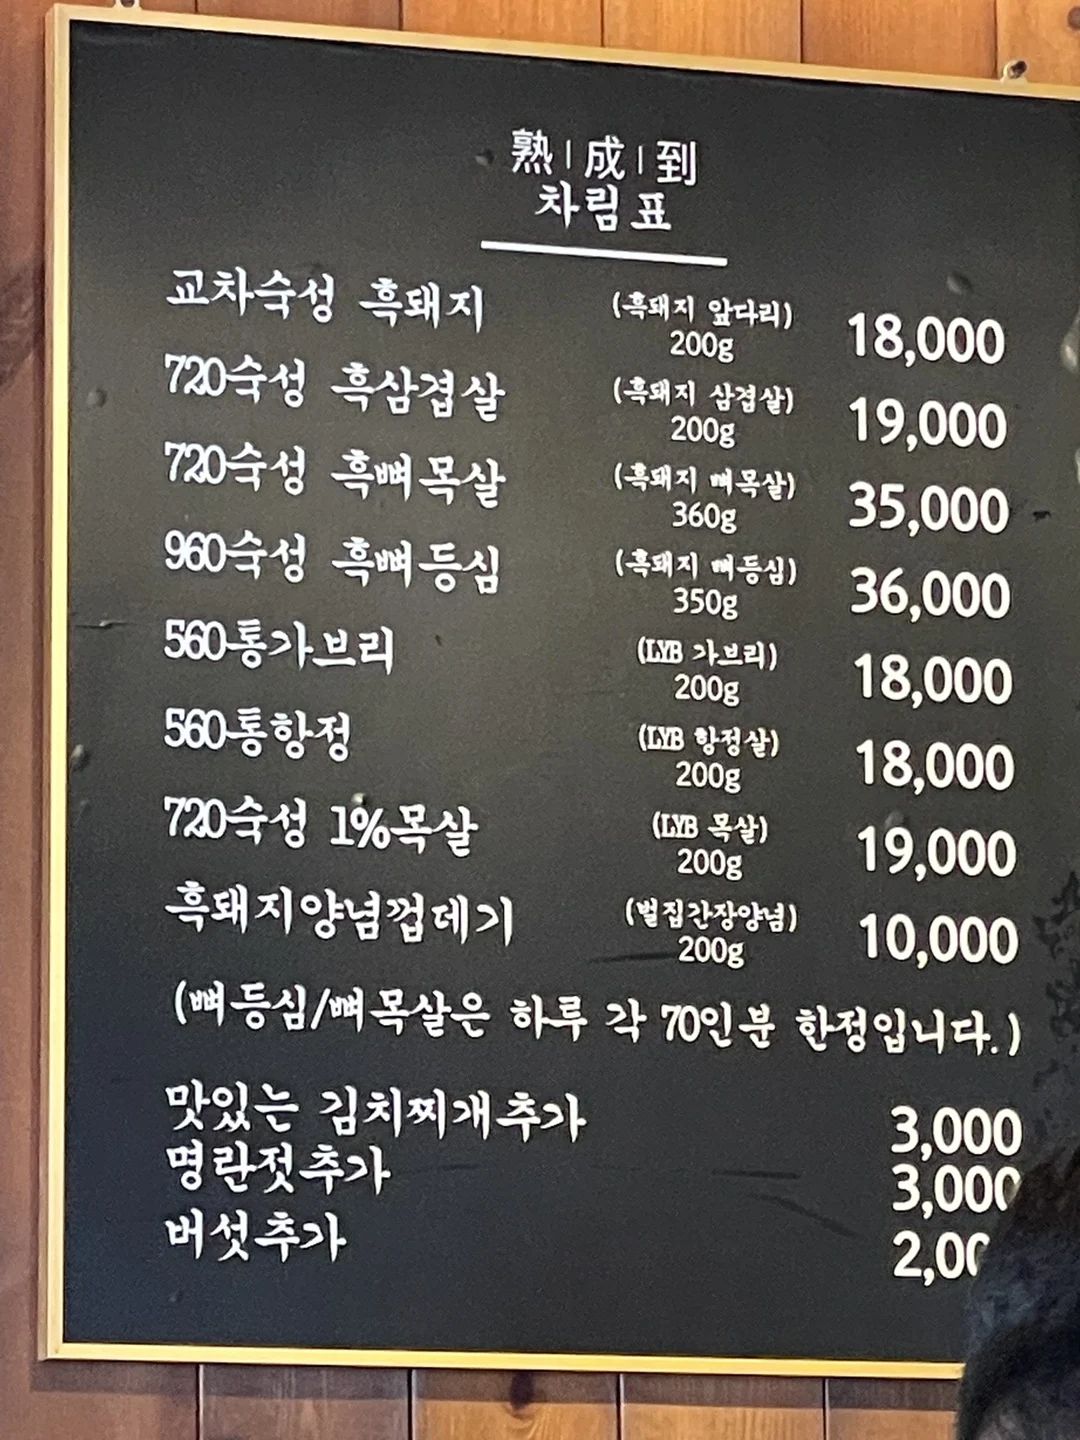 熟|成|到
차림표
교차숙성 흑돼지 (흑돼지 앞다리) 200g 18,000
720숙성 흑삼겹살 (흑돼지 삼겹살) 200g 19,000
720숙성 흑뼈목살 (흑돼지 뼈목살) 360g 35,000
960숙성 흑뼈등심 (흑돼지 뼈등심) 350g 36,000
560통가브리 (LYB 가브리) 200g 18,000
560통항정 (LYB 항정살) 200g 18,000
720숙성 1%목살 (LYB 목살) 200g 19,000
흑돼지양념껍데기 (벌집간장양념) 200g 10,000
(뼈등심/뼈목살은 하루 각 70인분 한정입니다.)
맛있는 김치찌개추가 3,000
명란젓추가 3,000
버섯추가 2,00